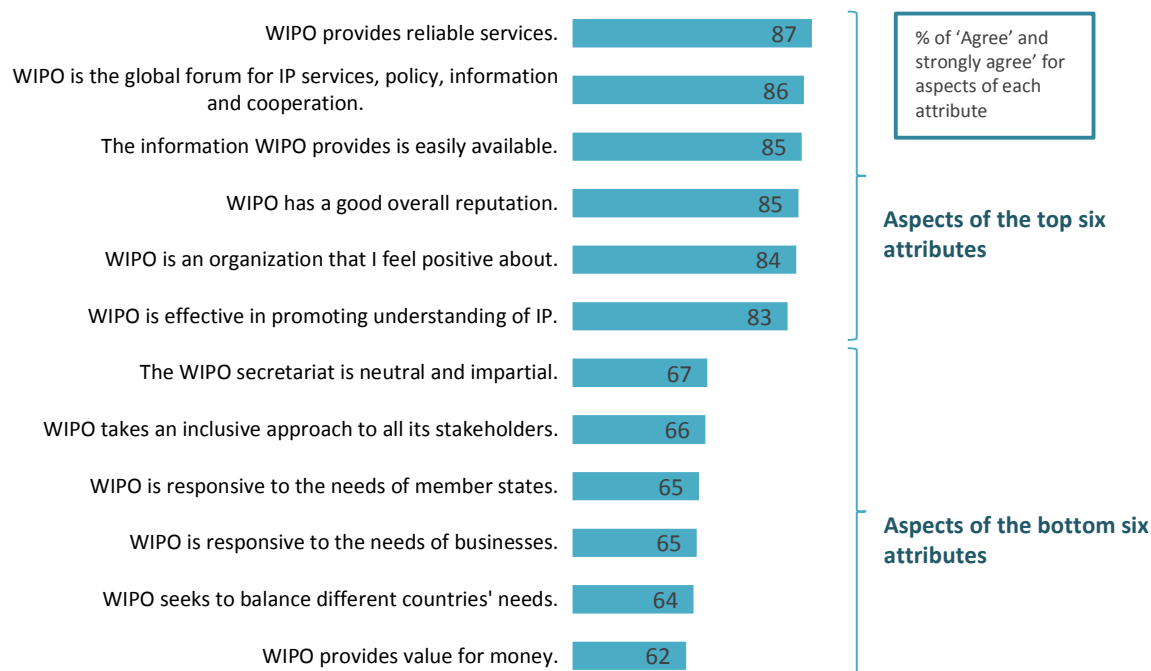 WIPO provides reliable services.
87
WIPO is the global forum for IP services, policy, information
and cooperation.
86
The information WIPO provides is easily available.
85
WIPO has a good overall reputation.
85
WIPO is an organization that I feel positive about.
84
WIPO is effective in promoting understanding of IP.
83
The WIPO secretariat is neutral and impartial.
67
WIPO takes an inclusive approach to all its stakeholders.
66
WIPO is responsive to the needs of member states.
65
WIPO is responsive to the needs of businesses.
65
WIPO seeks to balance different countries' needs.
64
WIPO provides value for money.
62
% of ‘Agree’ and
strongly agree’ for
aspects of each
attribute
Aspects of the top six
attributes
Aspects of the bottom six
attributes